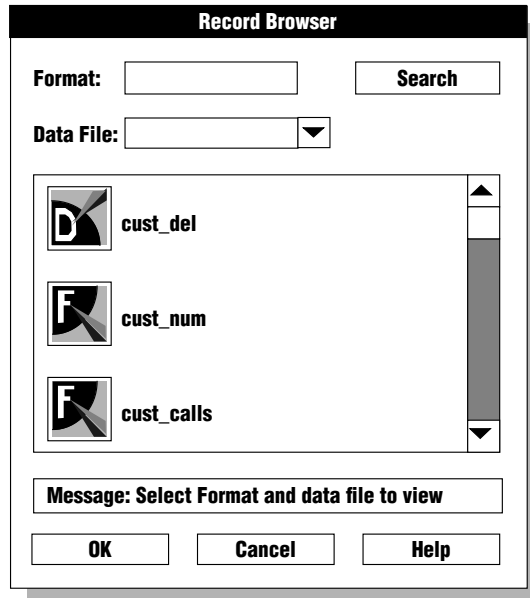 Record Browser
Format:
Search
Data File:
D
cust_del
F
cust_num
F
cust_calls
Message: Select Format and data file to view
OK Cancel Help